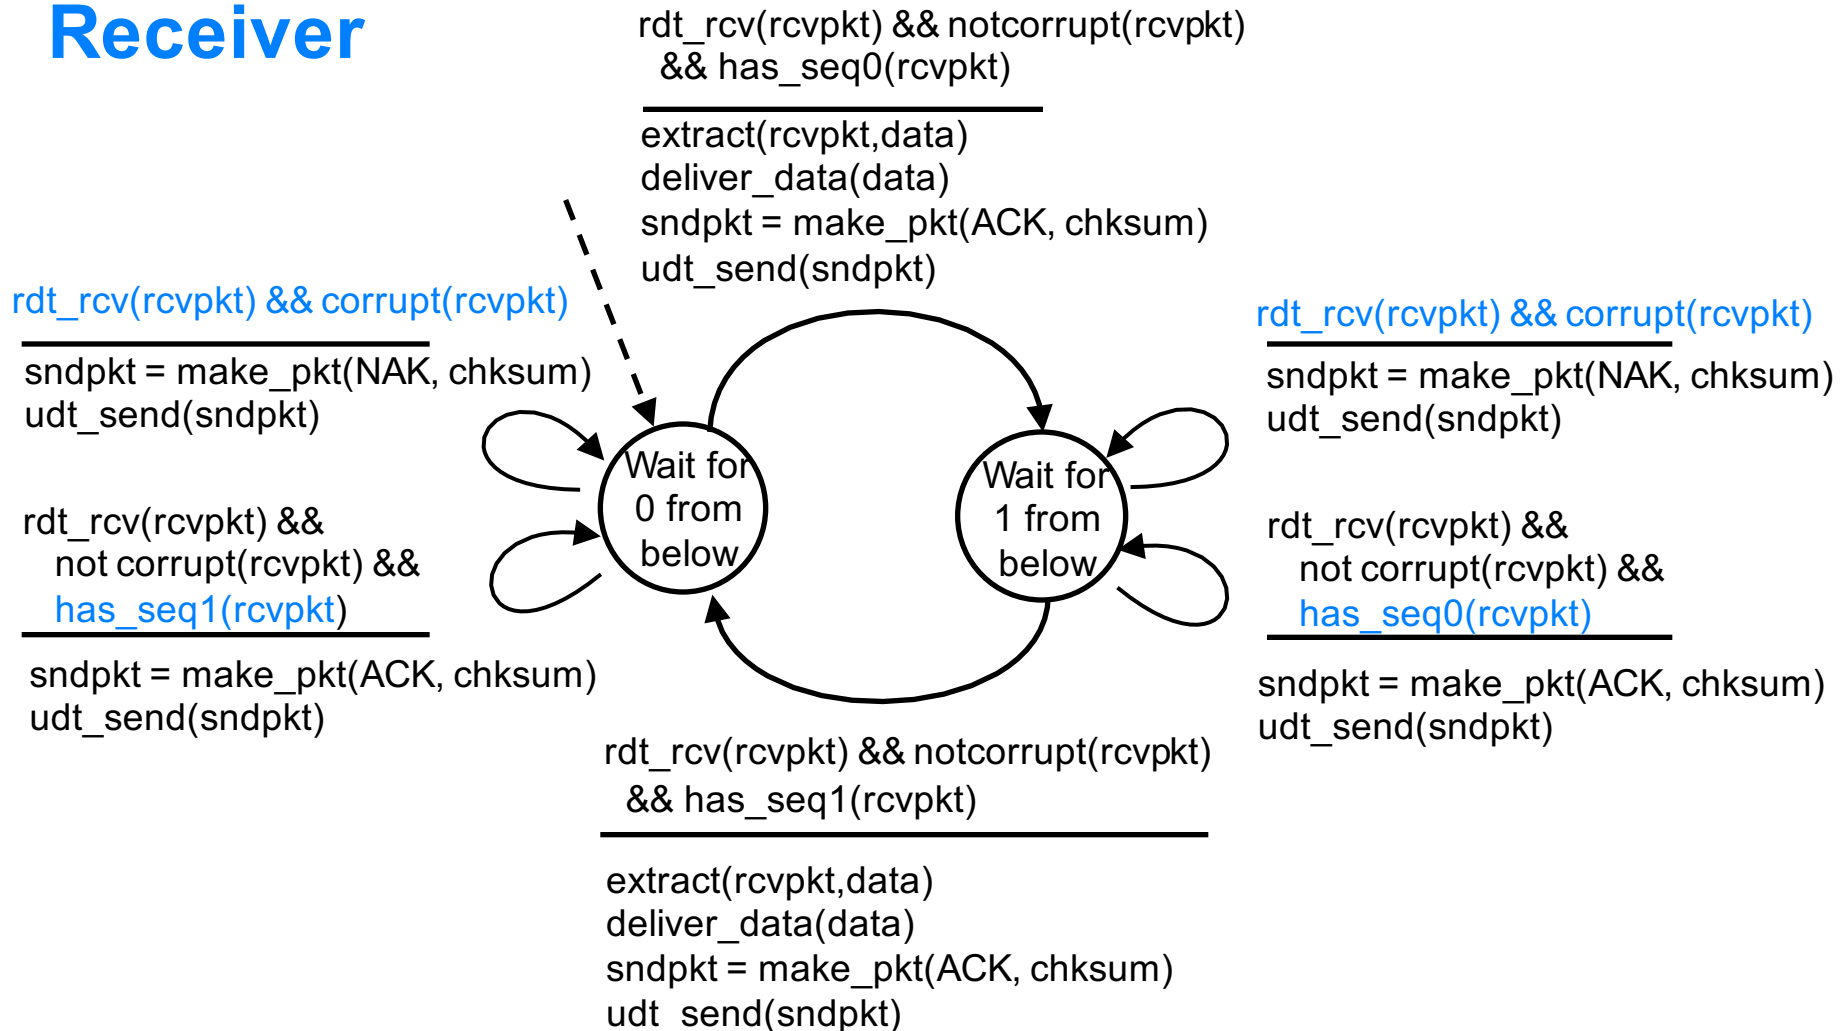 Receiver
rdt_rcv(rcvpkt) && notcorrupt(rcvpkt)
&& has_seq0(rcvpkt)
extract(rcvpkt,data)
deliver_data(data)
sndpkt = make_pkt(ACK, chksum)
udt_send(sndpkt)
rdt_rcv(rcvpkt) && corrupt(rcvpkt)
sndpkt = make_pkt(NAK, chksum)
udt_send(sndpkt)
rdt_rcv(rcvpkt) &&
not corrupt(rcvpkt) &&
has_seq1(rcvpkt)
sndpkt = make_pkt(ACK, chksum)
udt_send(sndpkt)
Wait for
0 from
below
Wait for
1 from
below
rdt_rcv(rcvpkt) && corrupt(rcvpkt)
sndpkt = make_pkt(NAK, chksum)
udt_send(sndpkt)
rdt_rcv(rcvpkt) &&
not corrupt(rcvpkt) &&
has_seq0(rcvpkt)
sndpkt = make_pkt(ACK, chksum)
udt_send(sndpkt)
rdt_rcv(rcvpkt) && notcorrupt(rcvpkt)
&& has_seq1(rcvpkt)
extract(rcvpkt,data)
deliver_data(data)
sndpkt = make_pkt(ACK, chksum)
udt_send(sndpkt)